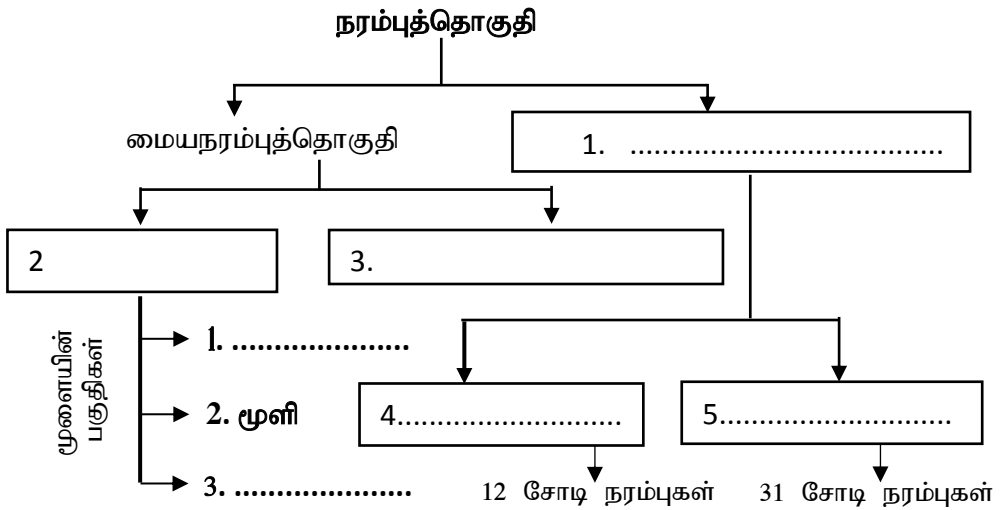 நரம்புத்தொகுதி
மையநரம்புத்தொகுதி
1. .......................................
2
3.
மூளையின்
பகுதிகள்
1. ......................
2. மூளி
3. ......................
4............................
5.............................
12 சோடி நரம்புகள்
31 சோடி நரம்புகள்